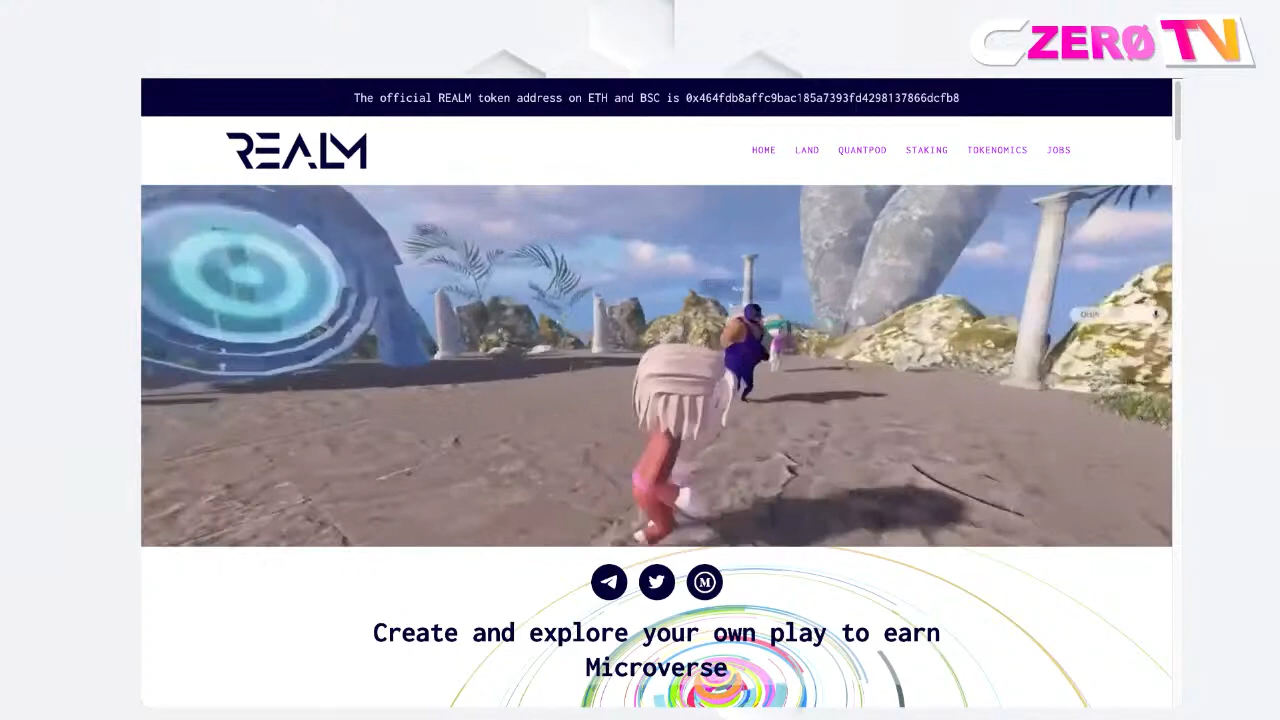 CZERØ TV
The official REALM token address on ETH and BSC is 0x464fdb8affc9bac185a7393fd4298137866dcfb8
REALM
HOME LAND QUANTPOD STAKING TOKENOMICS JOBS
Create and explore your own play to earn
Microverse